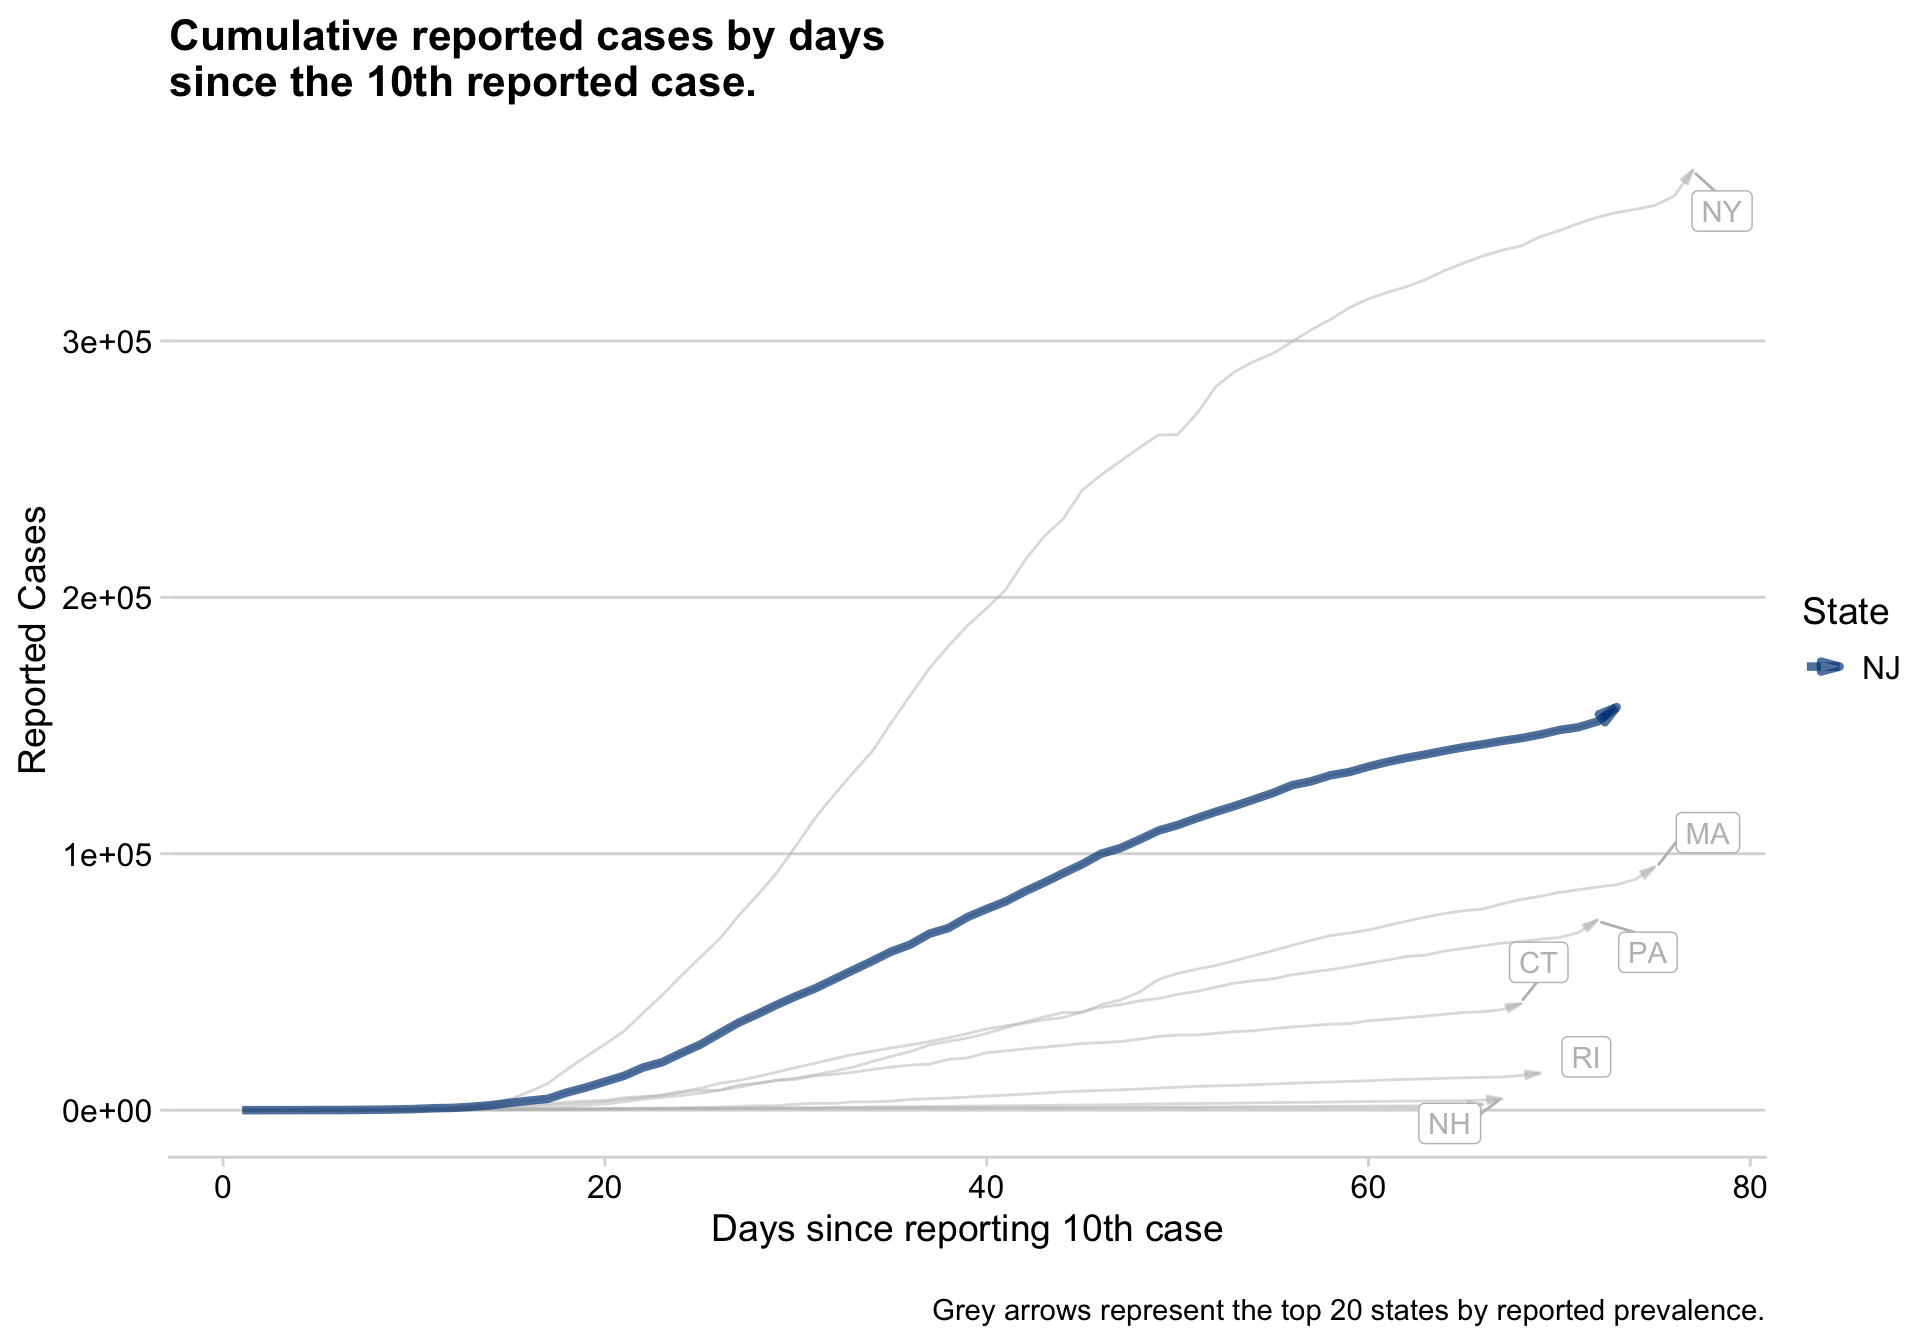 Cumulative reported cases by days
since the 10th reported case.
NY
3e+05
2e+05
1e+05
0e+00
Reported Cases
State
NJ
MA
PA
CT
RI
NH
0 20 40 60 80
Days since reporting 10th case
Grey arrows represent the top 20 states by reported prevalence.